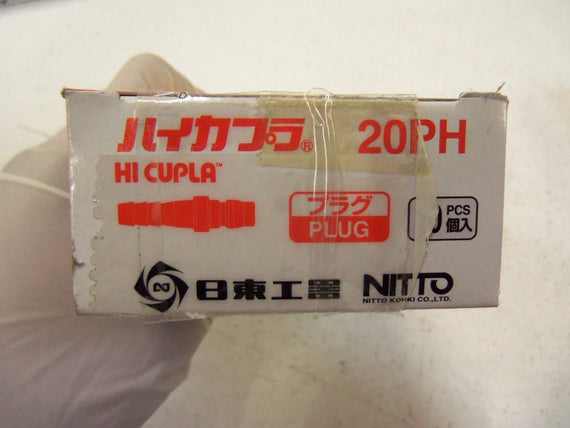 ハイカプラ® 20PH
HI CUPLA™
プラグ
PLUG
PCS
個入
日東工器 NITTO
NITTO KOHKI CO.,LTD.